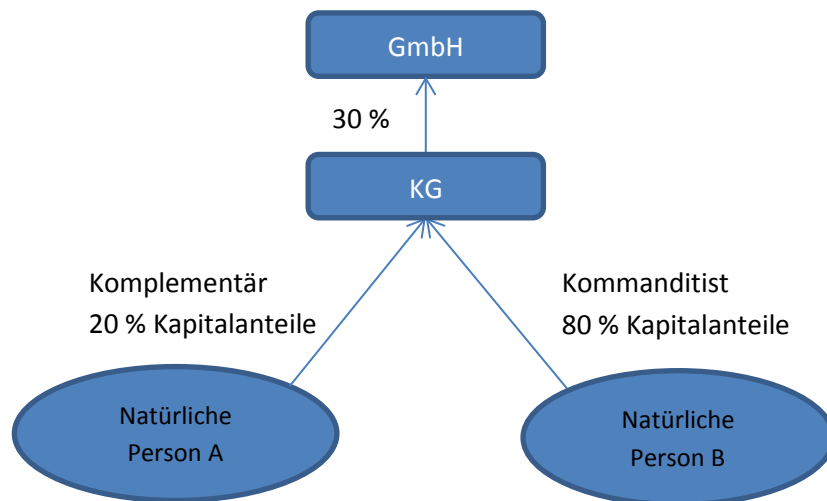 GmbH
30 %
KG
Komplementär
20 % Kapitalanteile
Kommanditist
80 % Kapitalanteile
Natürliche
Person A
Natürliche
Person B